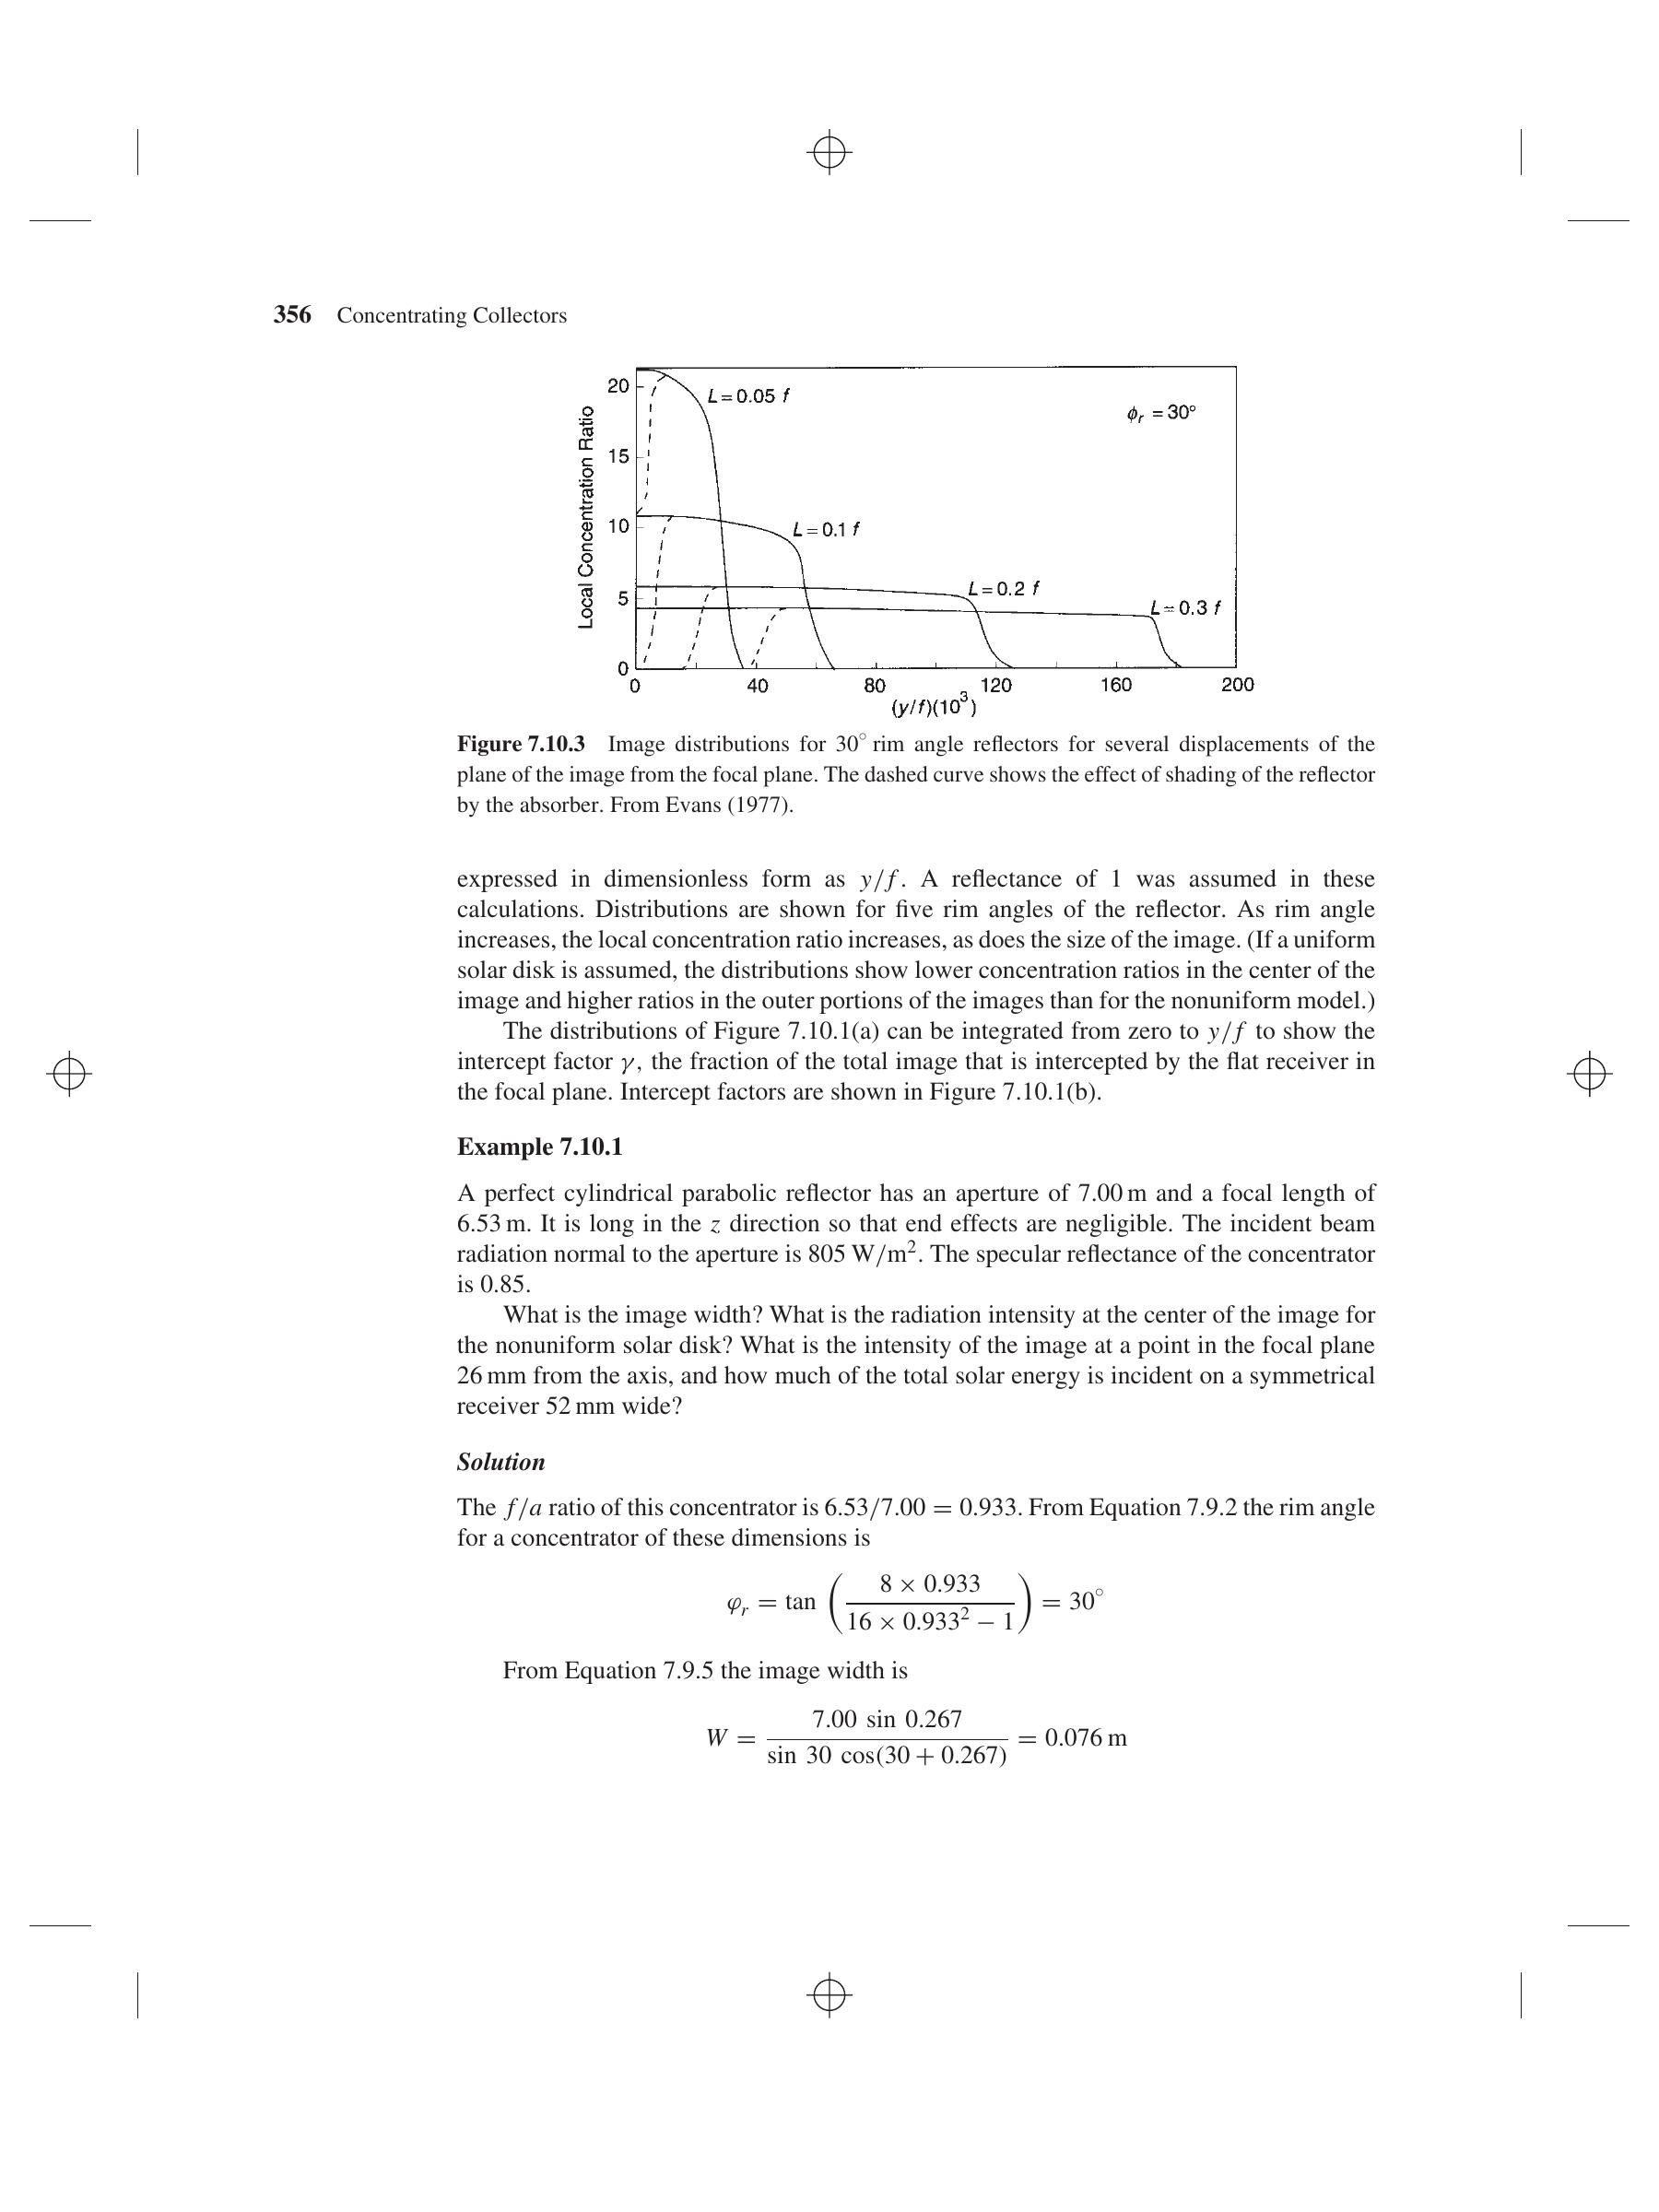 356 Concentrating Collectors
20
15
10
5
0
Local Concentration Ratio
L = 0.05 f
ϕr = 30°
L = 0.1 f
L = 0.2 f
L = 0.3 f
0 40 80 120 160 200
(y/f)(10³)
Figure 7.10.3 Image distributions for 30° rim angle reflectors for several displacements of the
plane of the image from the focal plane. The dashed curve shows the effect of shading of the reflector
by the absorber. From Evans (1977).
expressed in dimensionless form as y/f. A reflectance of 1 was assumed in these
calculations. Distributions are shown for five rim angles of the reflector. As rim angle
increases, the local concentration ratio increases, as does the size of the image. (If a uniform
solar disk is assumed, the distributions show lower concentration ratios in the center of the
image and higher ratios in the outer portions of the images than for the nonuniform model.)
The distributions of Figure 7.10.1(a) can be integrated from zero to y/f to show the
intercept factor γ, the fraction of the total image that is intercepted by the flat receiver in
the focal plane. Intercept factors are shown in Figure 7.10.1(b).
Example 7.10.1
A perfect cylindrical parabolic reflector has an aperture of 7.00 m and a focal length of
6.53 m. It is long in the z direction so that end effects are negligible. The incident beam
radiation normal to the aperture is 805 W/m². The specular reflectance of the concentrator
is 0.85.
What is the image width? What is the radiation intensity at the center of the image for
the nonuniform solar disk? What is the intensity of the image at a point in the focal plane
26 mm from the axis, and how much of the total solar energy is incident on a symmetrical
receiver 52 mm wide?
Solution
The f/a ratio of this concentrator is 6.53/7.00 = 0.933. From Equation 7.9.2 the rim angle
for a concentrator of these dimensions is
φr = tan (8 × 0.933 / 16 × 0.933² − 1) = 30°
From Equation 7.9.5 the image width is
W = 7.00 sin 0.267 / sin 30 cos(30 + 0.267) = 0.076 m